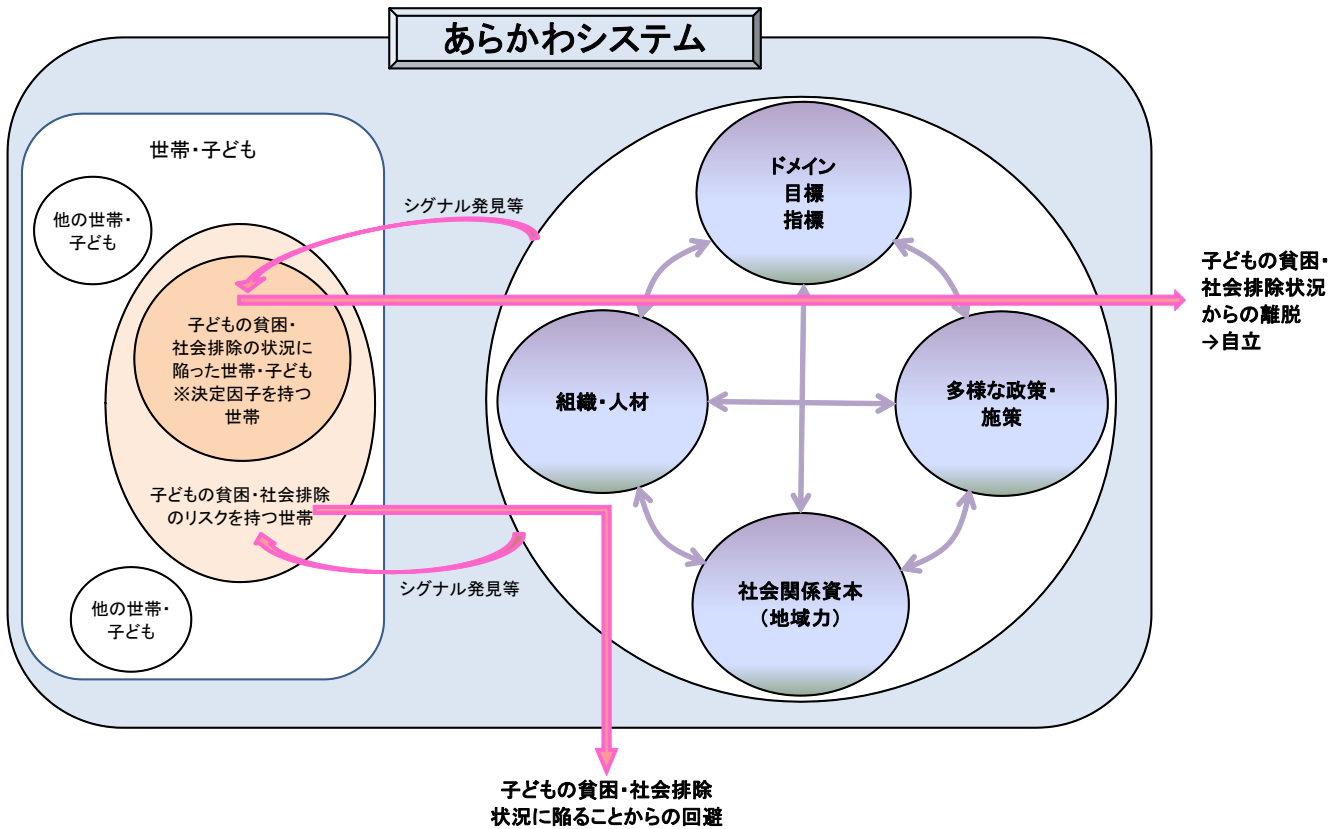 あらかわシステム
世帯・子ども
他の世帯・
子ども
シグナル発見等
子どもの貧困・
社会排除の状況に
陥った世帯・子ども
※決定因子を持つ
世帯
子どもの貧困・社会排除
のリスクを持つ世帯
シグナル発見等
他の世帯・
子ども
ドメイン
目標
指標
組織・人材
多様な政策・
施策
社会関係資本
（地域力）
子どもの貧困・
社会排除状況
からの離脱
→自立
子どもの貧困・社会排除
状況に陥ることからの回避